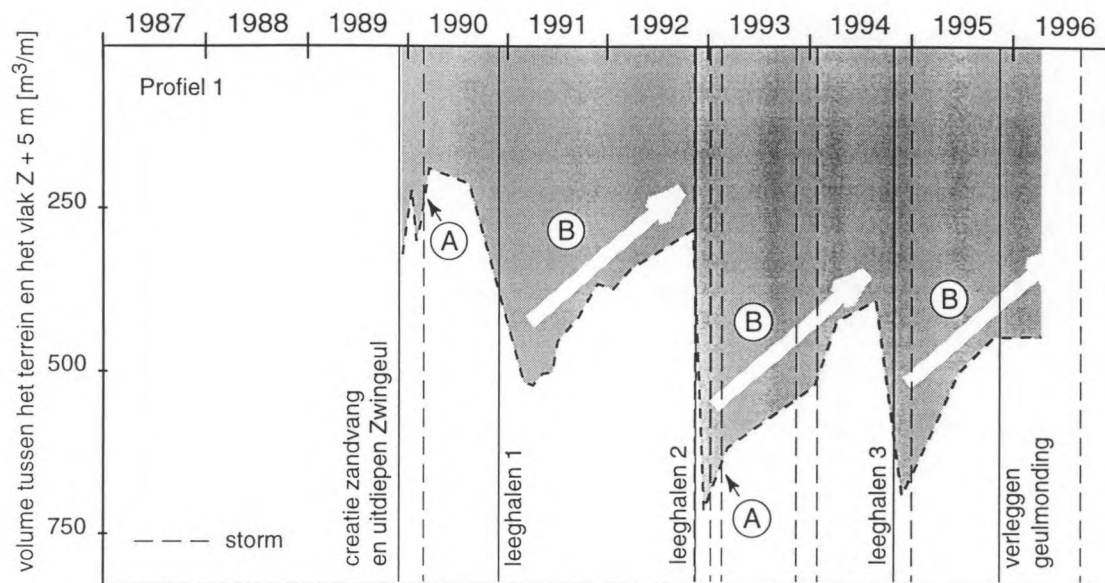 1987 1988 1989 1990 1991 1992 1993 1994 1995 1996
volume tussen het terrein en het vlak Z + 5 m [m³/m]
250
500
750
Profiel 1
A
B
B
B
A
creatie zandvang
en uitdiepen Zwingeul
leeghalen 1
leeghalen 2
leeghalen 3
verleggen
geulmonding
storm